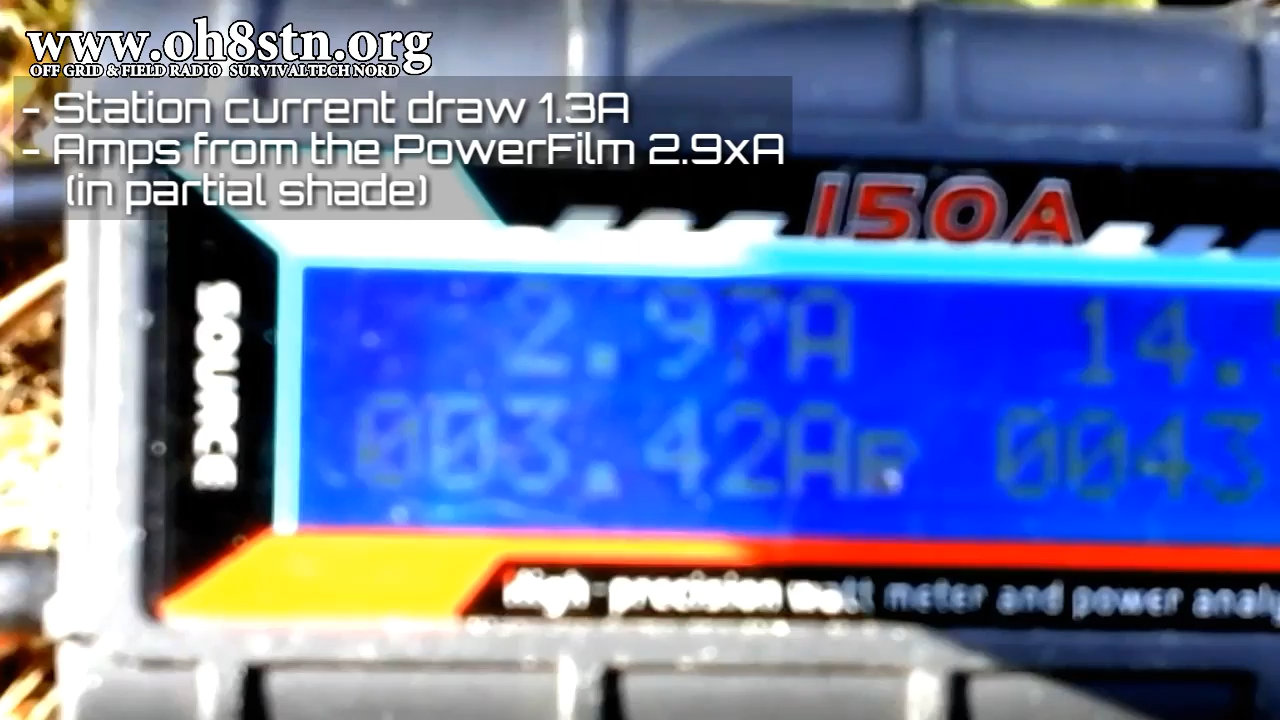 www.oh8stn.org
OFF GRID & FIELD RADIO SURVIVALTECH NORD
- Station current draw 1.3A
- Amps from the PowerFilm 2.9xA
(in partial shade)
150A
SOURCE
2.97A 14.
003.42A 0043
High-precision watt meter and power analy